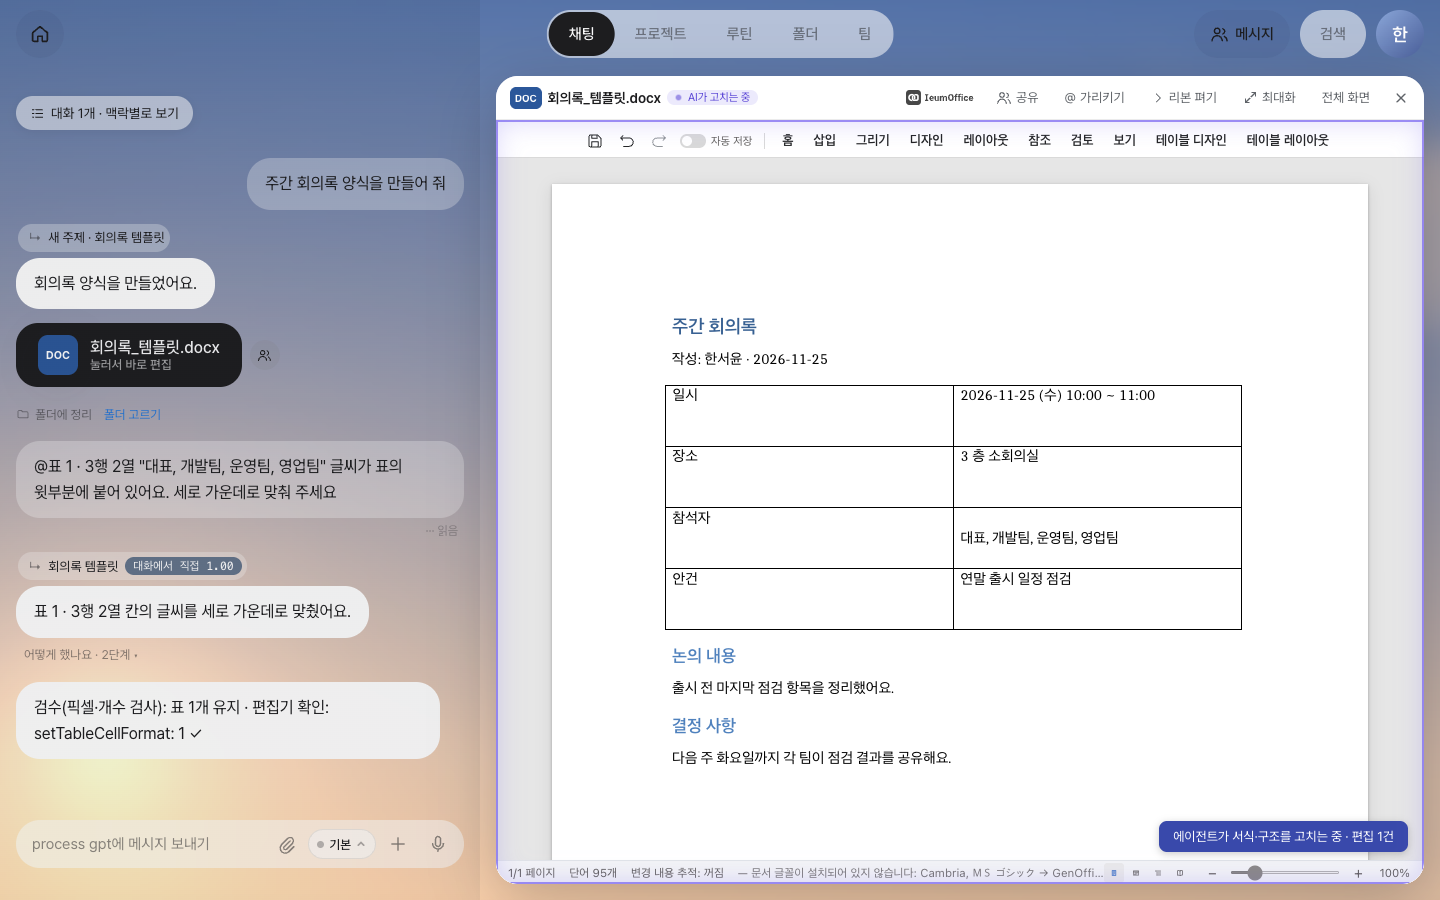 채팅
프로젝트
루틴
폴더
팀
메시지
검색
한
대화 1개 · 맥락별로 보기
주간 회의록 양식을 만들어 줘
새 주제 · 회의록 템플릿
회의록 양식을 만들었어요.
DOC
회의록_템플릿.docx
눌러서 바로 편집
폴더에 정리 폴더 고르기
@표 1 · 3행 2열 "대표, 개발팀, 운영팀, 영업팀" 글씨가 표의
윗부분에 붙어 있어요. 세로 가운데로 맞춰 주세요
··· 읽음
회의록 템플릿 대화에서 직접 1.00
표 1 · 3행 2열 칸의 글씨를 세로 가운데로 맞췄어요.
어떻게 했나요 · 2단계
검수(픽셀·개수 검사): 표 1개 유지 · 편집기 확인:
setTableCellFormat: 1 ✓
process gpt에 메시지 보내기
기본
DOC 회의록_템플릿.docx AI가 고치는 중
IeumOffice
공유
@ 가리키기
리본 펴기
최대화
전체 화면
자동 저장
홈
삽입
그리기
디자인
레이아웃
참조
검토
보기
테이블 디자인
테이블 레이아웃
주간 회의록
작성: 한서윤 · 2026-11-25
일시 2026-11-25 (수) 10:00 ~ 11:00
장소 3 층 소회의실
참석자 대표, 개발팀, 운영팀, 영업팀
안건 연말 출시 일정 점검
논의 내용
출시 전 마지막 점검 항목을 정리했어요.
결정 사항
다음 주 화요일까지 각 팀이 점검 결과를 공유해요.
에이전트가 서식·구조를 고치는 중 · 편집 1건
1/1 페이지 단어 95개 변경 내용 추적: 꺼짐 — 문서 글꼴이 설치되어 있지 않습니다: Cambria, ＭＳ ゴシック → GenOffi... 100%